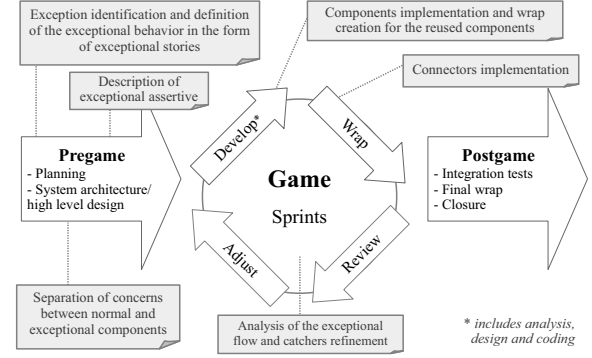 Exception identification and definition
of the exceptional behavior in the form
of exceptional stories
Components implementation and wrap
creation for the reused components
Description of
exceptional assertive
Connectors implementation
Pregame
- Planning
- System architecture/
high level design
Develop*
Wrap
Game
Sprints
Adjust
Review
Postgame
- Integration tests
- Final wrap
- Closure
Separation of concerns
between normal and
and exceptional components
Analysis of the exceptional
flow and catchers refinement
* includes analysis,
design and coding